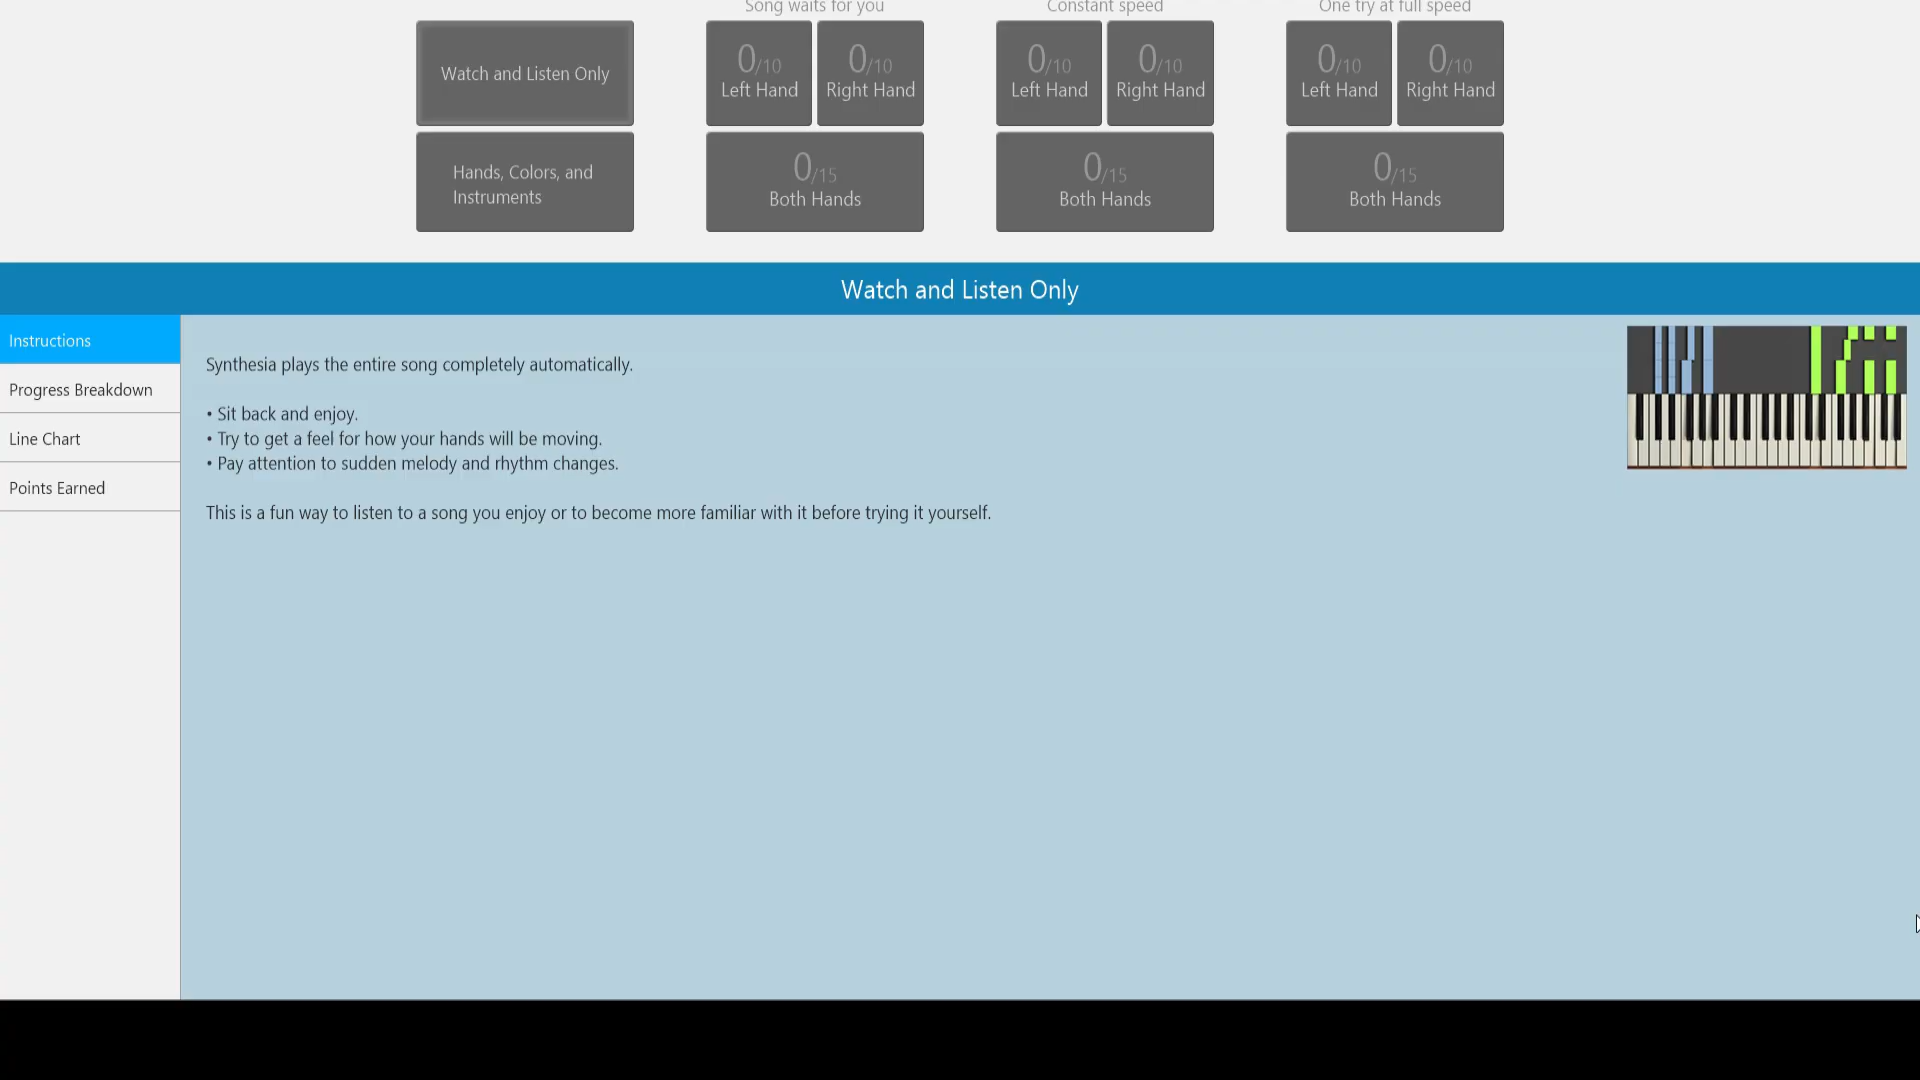 Song waits for you
Constant speed
One try at full speed
Watch and Listen Only
0/10
Left Hand
0/10
Right Hand
0/10
Left Hand
0/10
Right Hand
0/10
Left Hand
0/10
Right Hand
Hands, Colors, and
Instruments
0/15
Both Hands
0/15
Both Hands
0/15
Both Hands
Watch and Listen Only
Instructions
Progress Breakdown
Line Chart
Points Earned
Synthesia plays the entire song completely automatically.
• Sit back and enjoy.
• Try to get a feel for how your hands will be moving.
• Pay attention to sudden melody and rhythm changes.
This is a fun way to listen to a song you enjoy or to become more familiar with it before trying it yourself.